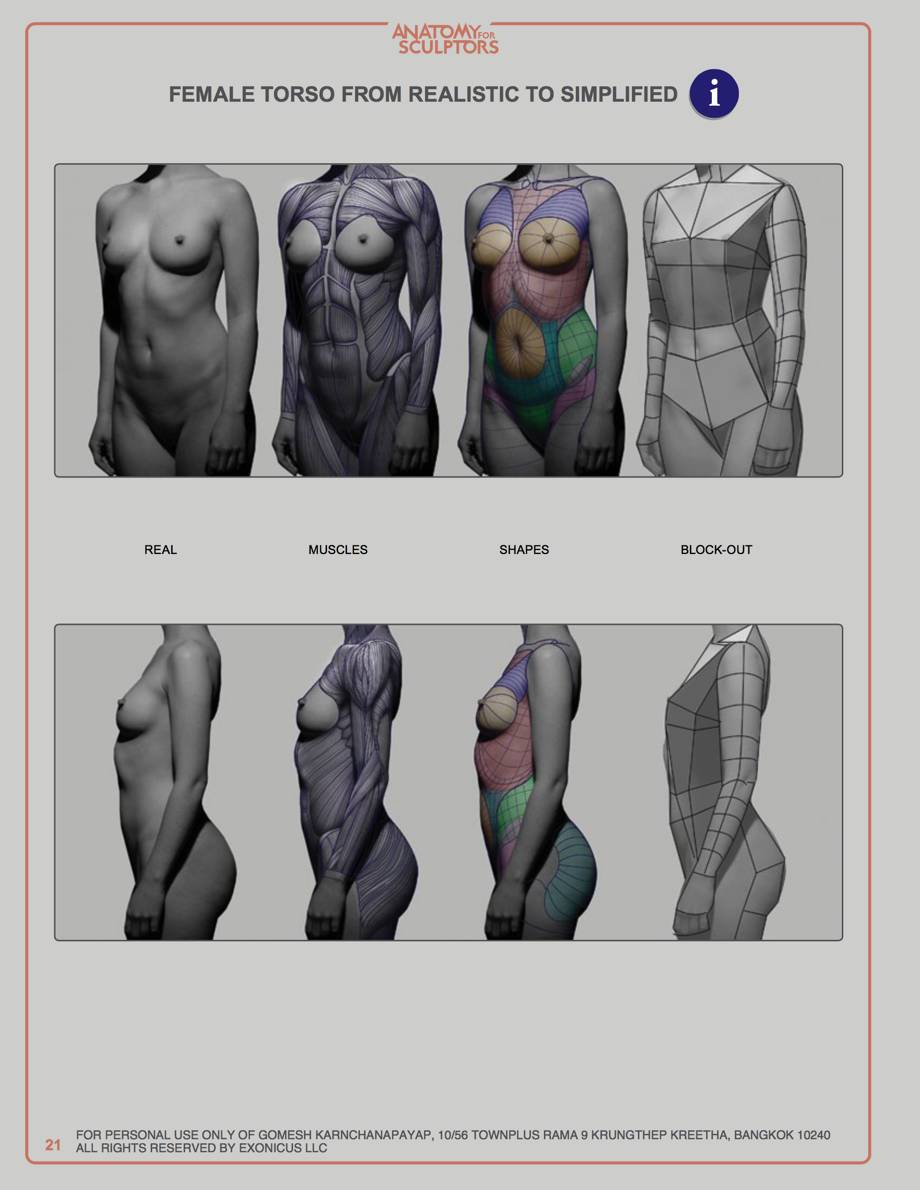 ANATOMY FOR
SCULPTORS
FEMALE TORSO FROM REALISTIC TO SIMPLIFIED i
REAL MUSCLES SHAPES BLOCK-OUT
21 FOR PERSONAL USE ONLY OF GOMESH KARNCHANAPAYAP, 10/56 TOWNPLUS RAMA 9 KRUNGTHEP KREETHA, BANGKOK 10240
ALL RIGHTS RESERVED BY EXONICUS LLC